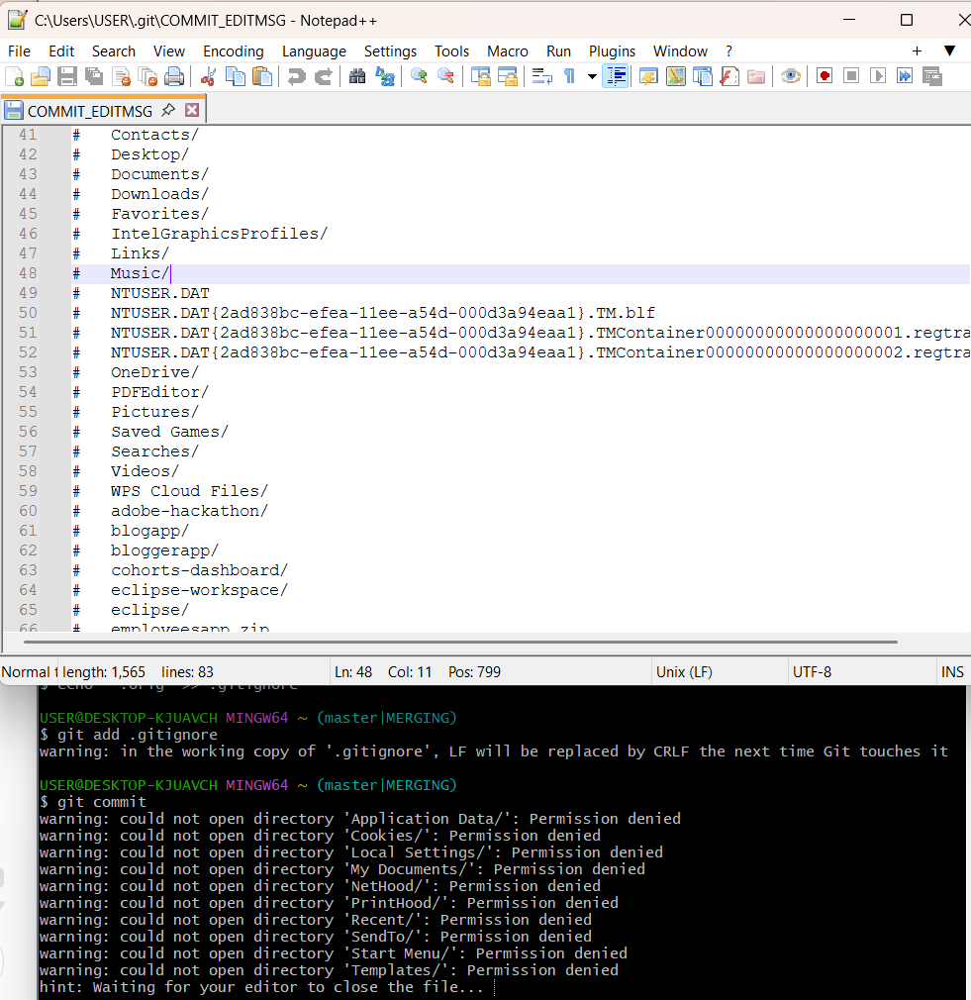 C:\Users\USER\.git\COMMIT_EDITMSG - Notepad++
File Edit Search View Encoding Language Settings Tools Macro Run Plugins Window ? + ▼
COMMIT_EDITMSG
41 # Contacts/
42 # Desktop/
43 # Documents/
44 # Downloads/
45 # Favorites/
46 # IntelGraphicsProfiles/
47 # Links/
48 # Music/
49 # NTUSER.DAT
50 # NTUSER.DAT{2ad838bc-efea-11ee-a54d-000d3a94eaa1}.TM.blf
51 # NTUSER.DAT{2ad838bc-efea-11ee-a54d-000d3a94eaa1}.TMContainer00000000000000000001.regtra
52 # NTUSER.DAT{2ad838bc-efea-11ee-a54d-000d3a94eaa1}.TMContainer00000000000000000002.regtra
53 # OneDrive/
54 # PDFEditor/
55 # Pictures/
56 # Saved Games/
57 # Searches/
58 # Videos/
59 # WPS Cloud Files/
60 # adobe-hackathon/
61 # blogapp/
62 # bloggerapp/
63 # cohorts-dashboard/
64 # eclipse-workspace/
65 # eclipse/
66 # employeesapp.zip
Normal t length: 1,565 lines: 83 Ln: 48 Col: 11 Pos: 799 Unix (LF) UTF-8 INS
>> .gitignore
USER@DESKTOP-KJUAVCH MINGW64 ~ (master|MERGING)
$ git add .gitignore
warning: in the working copy of '.gitignore', LF will be replaced by CRLF the next time Git touches it
USER@DESKTOP-KJUAVCH MINGW64 ~ (master|MERGING)
$ git commit
warning: could not open directory 'Application Data/': Permission denied
warning: could not open directory 'Cookies/': Permission denied
warning: could not open directory 'Local Settings/': Permission denied
warning: could not open directory 'My Documents/': Permission denied
warning: could not open directory 'NetHood/': Permission denied
warning: could not open directory 'PrintHood/': Permission denied
warning: could not open directory 'Recent/': Permission denied
warning: could not open directory 'SendTo/': Permission denied
warning: could not open directory 'Start Menu/': Permission denied
warning: could not open directory 'Templates/': Permission denied
hint: Waiting for your editor to close the file...